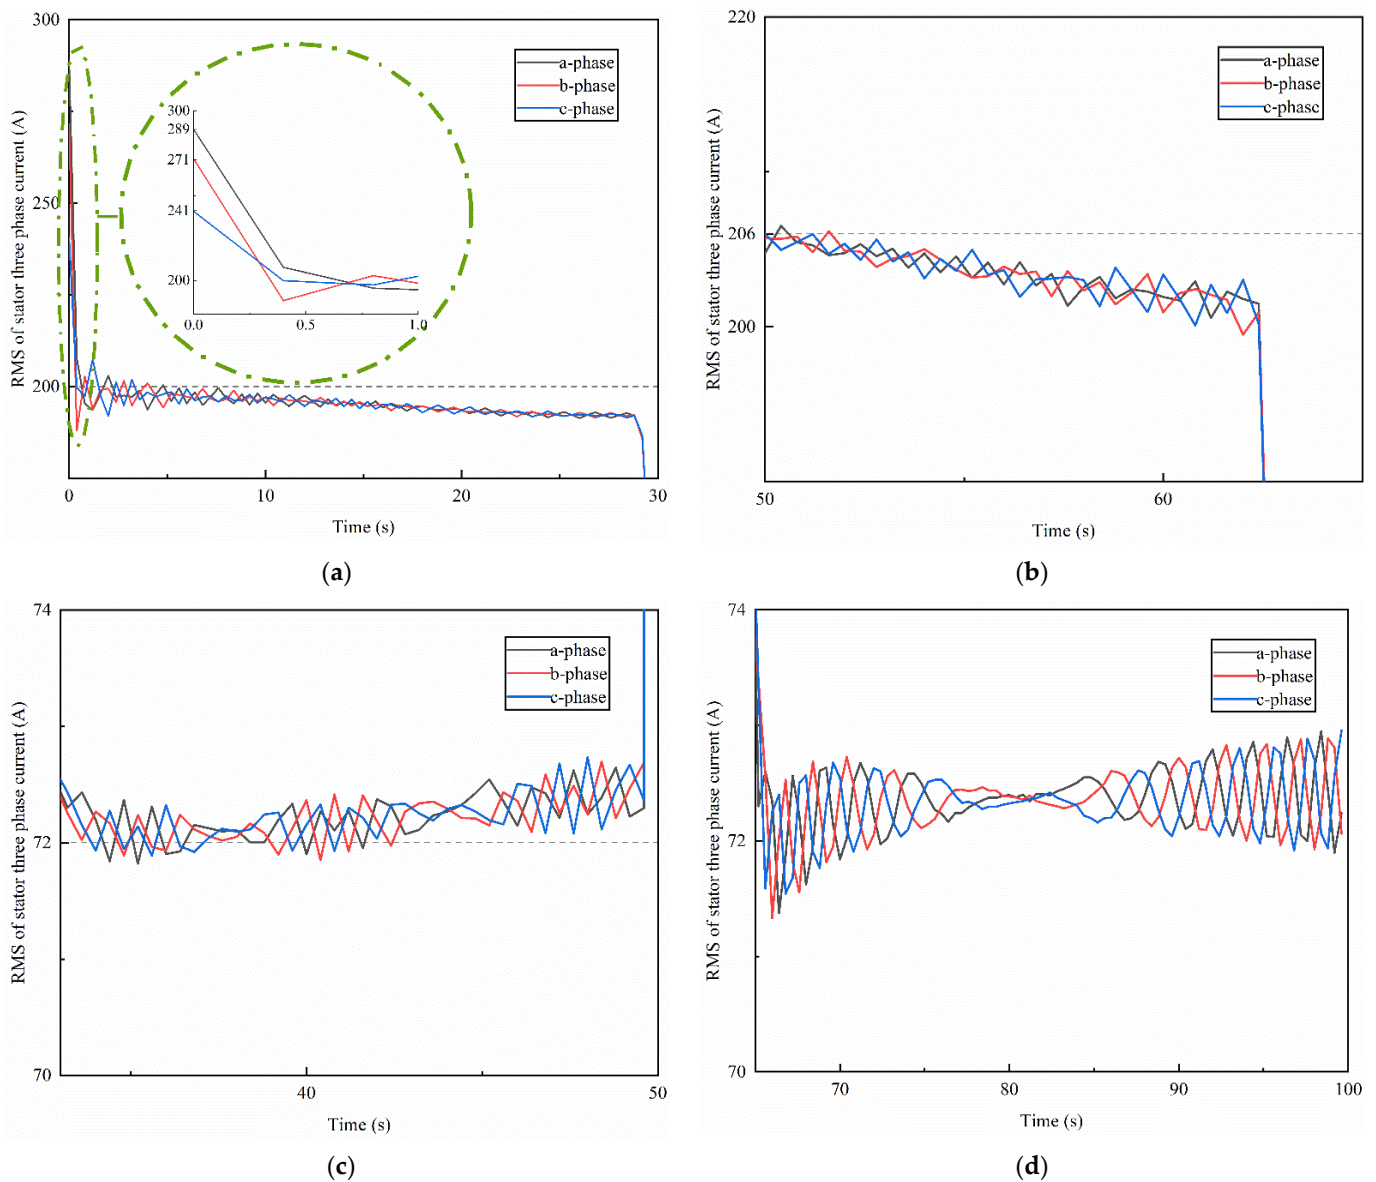 300
250
200
RMS of stator three phase current (A)
a-phase
b-phase
c-phase
300
289
271
241
200
0.0
0.5
1.0
0
10
20
30
Time (s)
(a)
220
206
200
RMS of stator three phase current (A)
a-phase
b-phase
c-phase
50
60
Time (s)
(b)
74
72
70
RMS of stator three phase current (A)
a-phase
b-phase
c-phase
40
50
Time (s)
(c)
74
72
70
RMS of stator three phase current (A)
a-phase
b-phase
c-phase
70
80
90
100
Time (s)
(d)